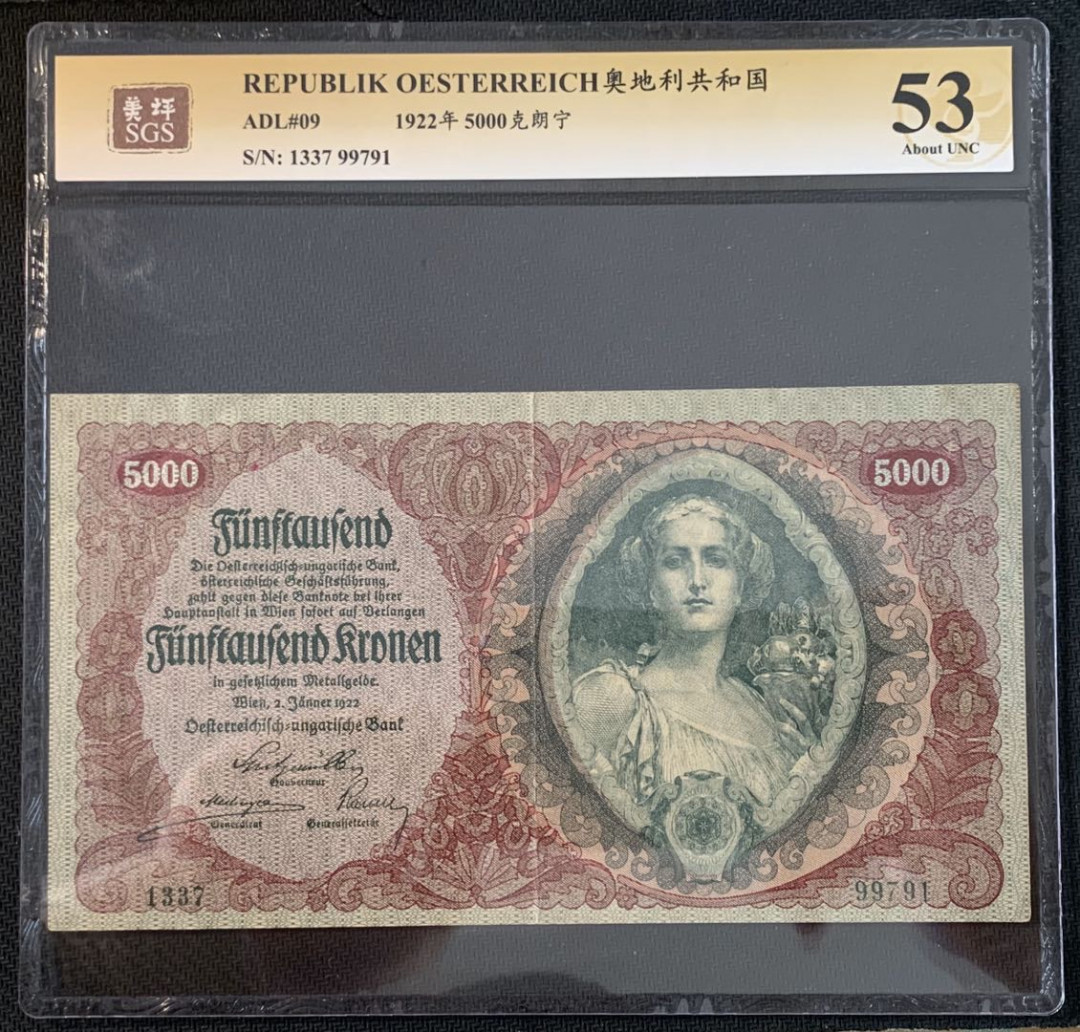 美 坪
SGS
REPUBLIK OESTERREICH奥地利共和国
ADL#09 1922年 5000克朗宁
S/N: 1337 99791
53
About UNC
5000
5000
Fünftausend
Die Oesterreichisch-ungarische Bank,
österreichische Geschäftsführung,
zahlt gegen diese Banknote bei ihrer
Hauptanstalt in Wien sofort auf Verlangen
Fünftausend Kronen
in gesetzlichem Metallgelde.
Wien, 2. Jänner 1922
Oesterreichisch-ungarische Bank
Gouverneur
Generalrat Generalsekretär
1337
99791